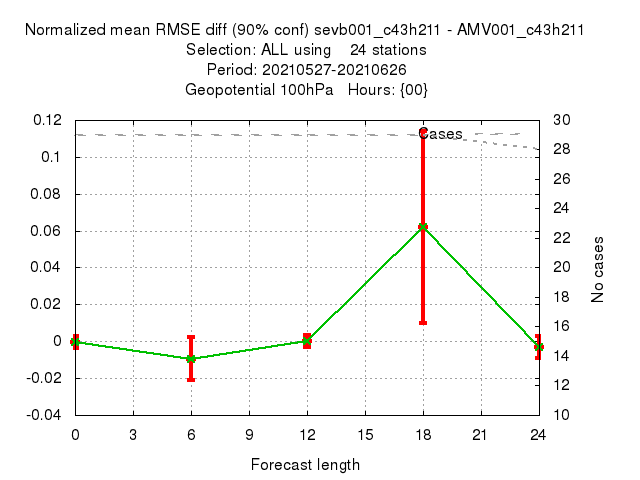 Normalized mean RMSE diff (90% conf) sevb001_c43h211 - AMV001_c43h211
Selection: ALL using    24 stations
Period: 20210527-20210626
Geopotential 100hPa   Hours: {00}
0.12
0.1
0.08
0.06
0.04
0.02
0
-0.02
-0.04
Cases
30
28
26
24
22
20
18
16
14
12
10
No cases
0 3 6 9 12 15 18 21 24
Forecast length